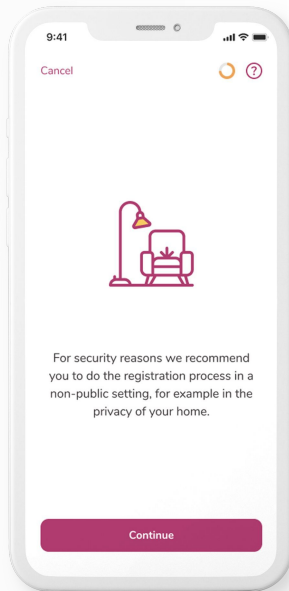 9:41
Cancel
?
For security reasons we recommend
you to do the registration process in a
non-public setting, for example in the
privacy of your home.
Continue